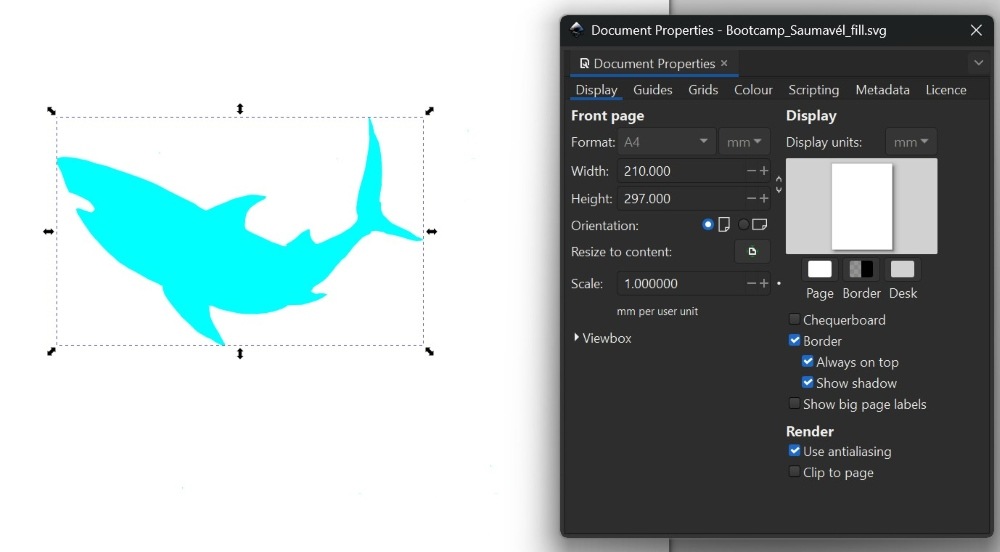 Document Properties - Bootcamp_Saumavél_fill.svg
Document Properties
Display Guides Grids Colour Scripting Metadata Licence
Front page
Format: A4 mm
Width: 210.000
Height: 297.000
Orientation:
Resize to content:
Scale: 1.000000
mm per user unit
Viewbox
Display
Display units: mm
Page Border Desk
Chequerboard
Border
Always on top
Show shadow
Show big page labels
Render
Use antialiasing
Clip to page